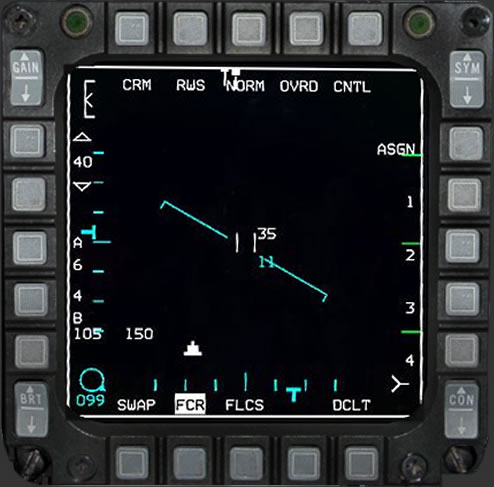 GAIN
SYM
CRM RWS NORM OVRD CNTL
ASGN
40
1
35
A
2
11
6
4
3
B
105 150
4
099
BRT
CON
SWAP FCR FLCS DCLT